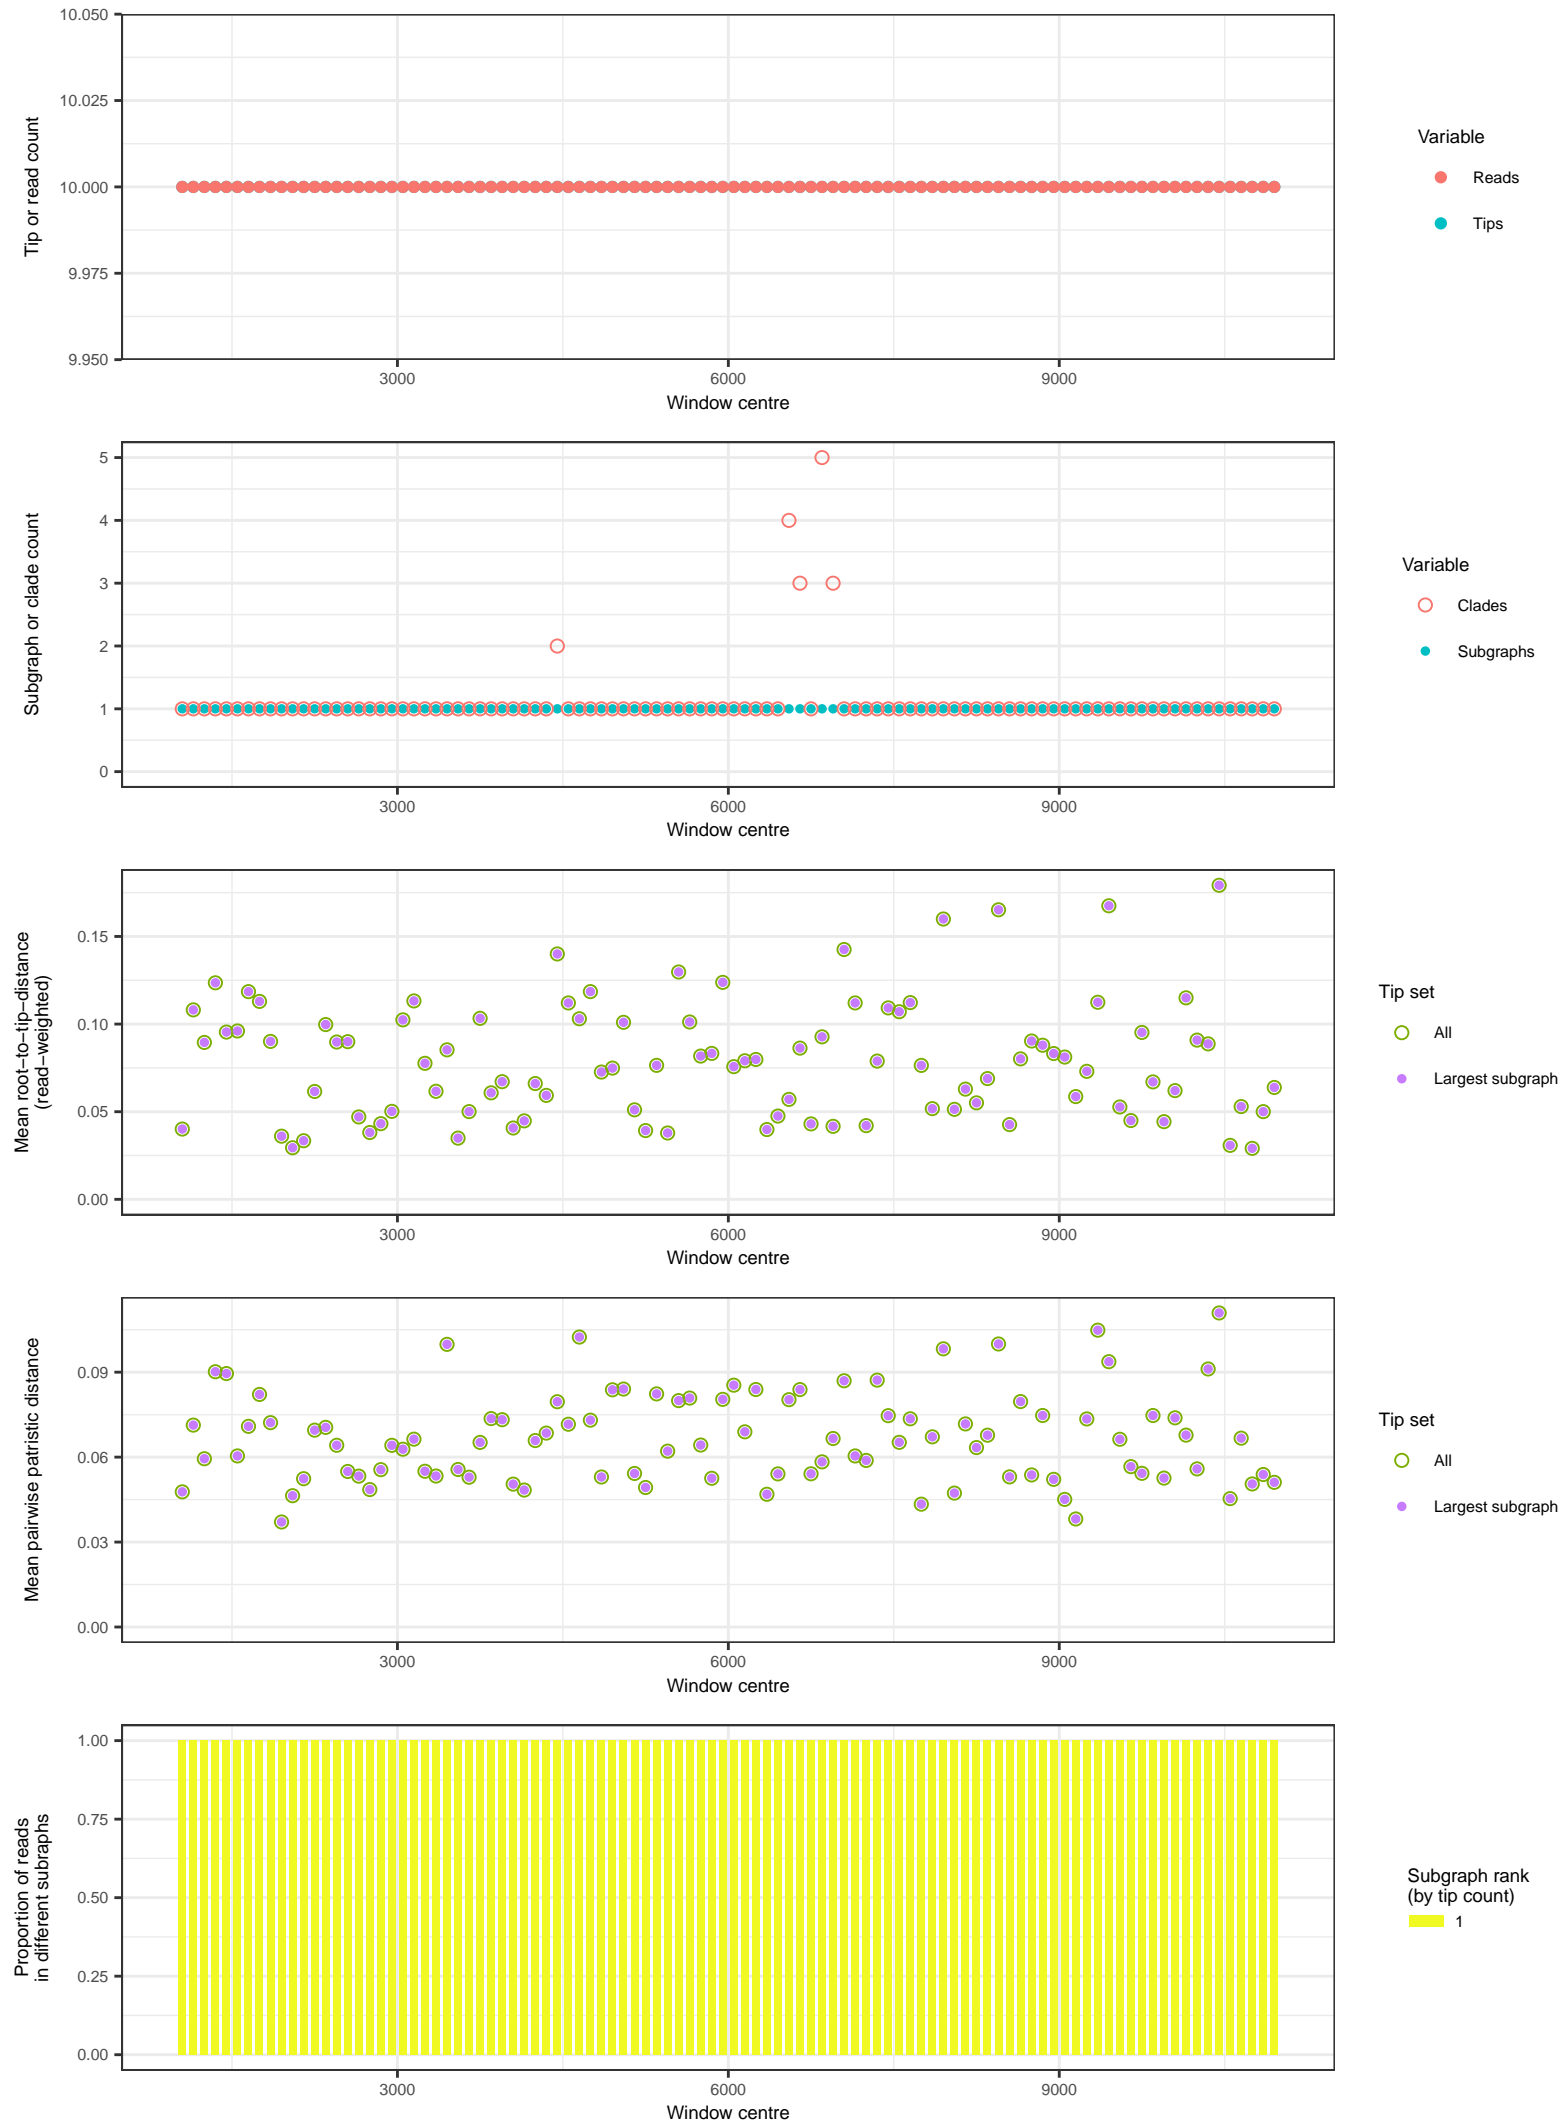 10.050
10.025
10.000
9.975
9.950
Tip or read count
3000 6000 9000
Window centre
Variable
Reads
Tips
5
4
3
2
1
0
Subgraph or clade count
3000 6000 9000
Window centre
Variable
Clades
Subgraphs
0.15
0.10
0.05
0.00
Mean root−to−tip−distance
(read−weighted)
3000 6000 9000
Window centre
Tip set
All
Largest subgraph
0.09
0.06
0.03
0.00
Mean pairwise patristic distance
3000 6000 9000
Window centre
Tip set
All
Largest subgraph
1.00
0.75
0.50
0.25
0.00
Proportion of reads
in different subraphs
3000 6000 9000
Window centre
Subgraph rank
(by tip count)
1